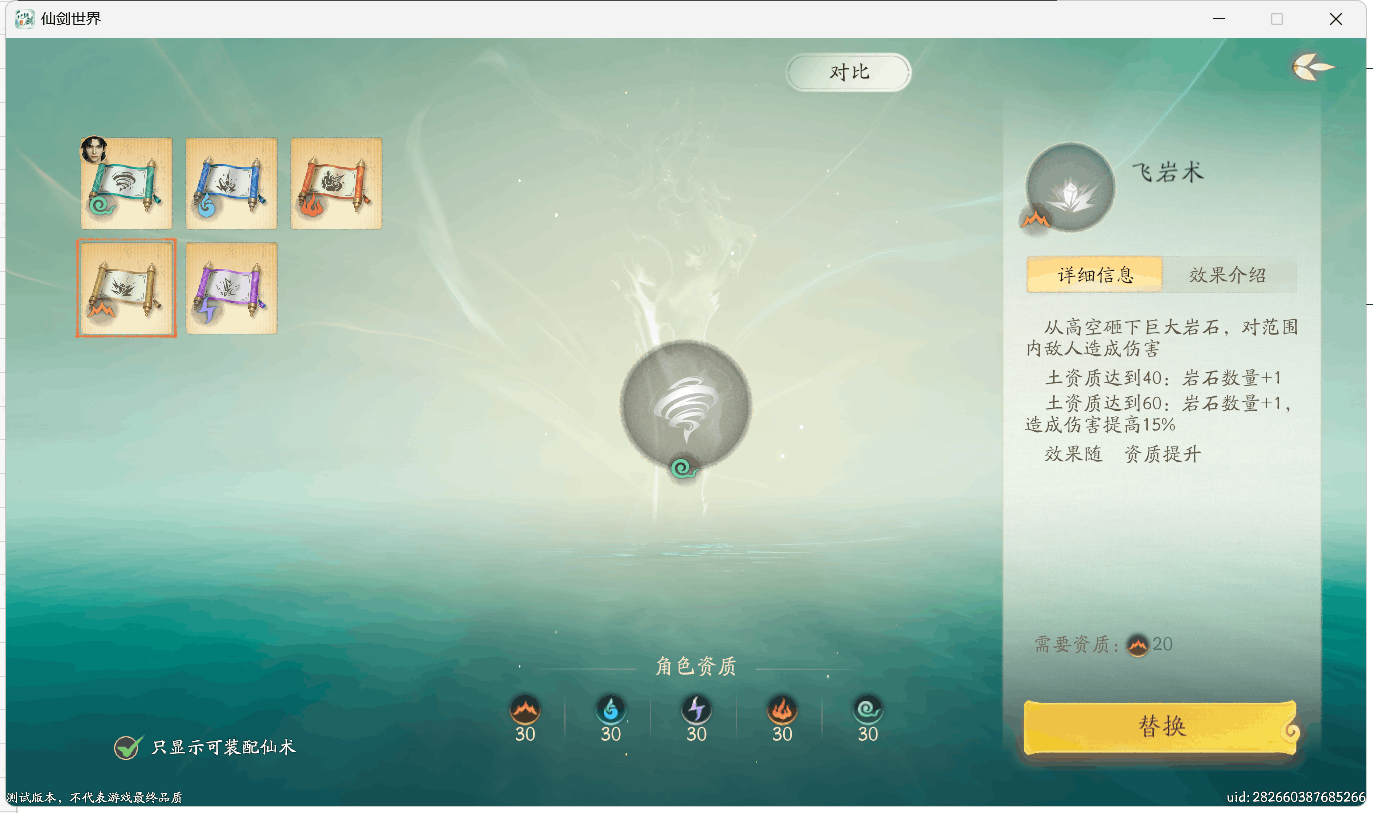 仙剑世界
对比
飞岩术
详细信息
效果介绍
从高空砸下巨大岩石，对范围
内敌人造成伤害
土资质达到40：岩石数量+1
土资质达到60：岩石数量+1，
造成伤害提高15%
效果随 资质提升
需要资质：20
替换
角色资质
30 30 30 30 30
只显示可装配仙术
测试版本，不代表游戏最终品质
uid:282660387685266